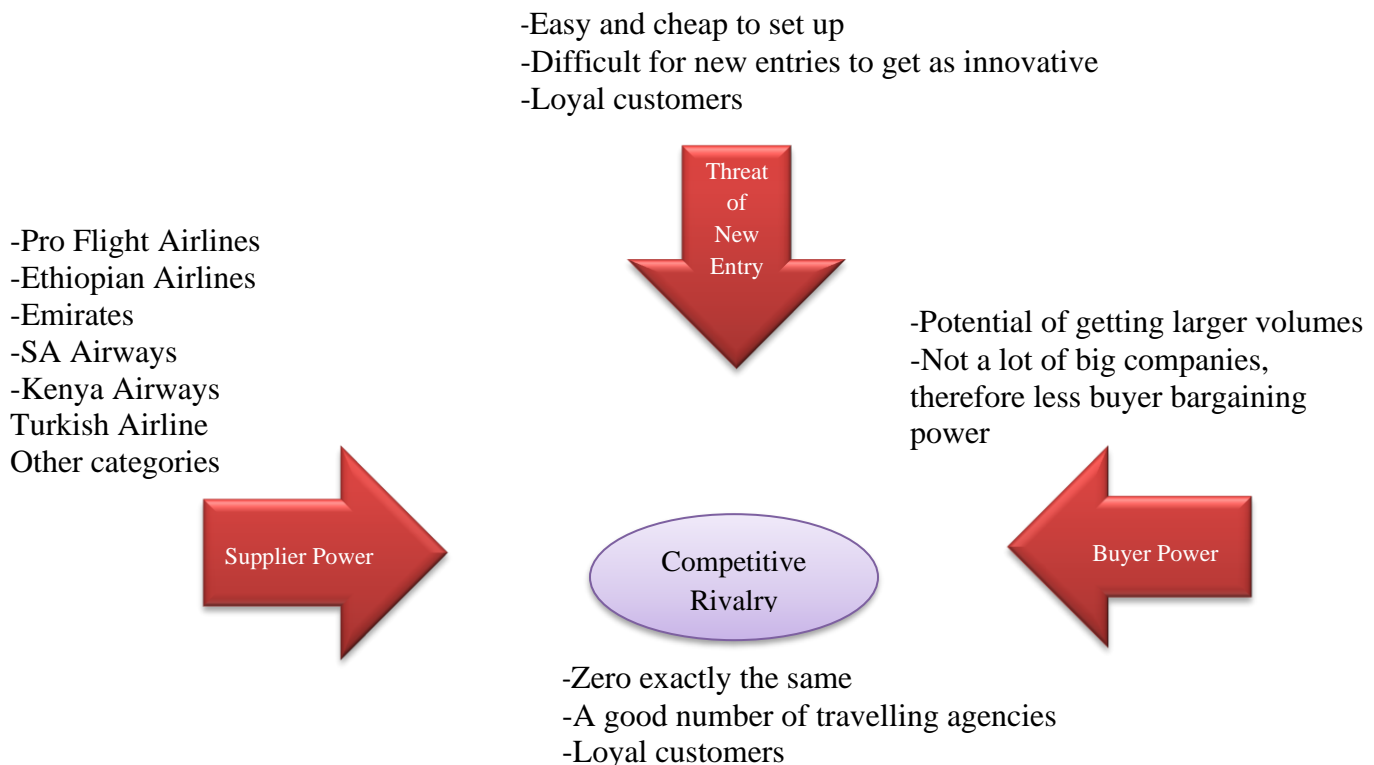 -Easy and cheap to set up
-Difficult for new entries to get as innovative
-Loyal customers
Threat
of
New
Entry
-Pro Flight Airlines
-Ethiopian Airlines
-Emirates
-SA Airways
-Kenya Airways
Turkish Airline
Other categories
-Potential of getting larger volumes
-Not a lot of big companies,
therefore less buyer bargaining
power
Supplier Power
Competitive
Rivalry
Buyer Power
-Zero exactly the same
-A good number of travelling agencies
-Loyal customers